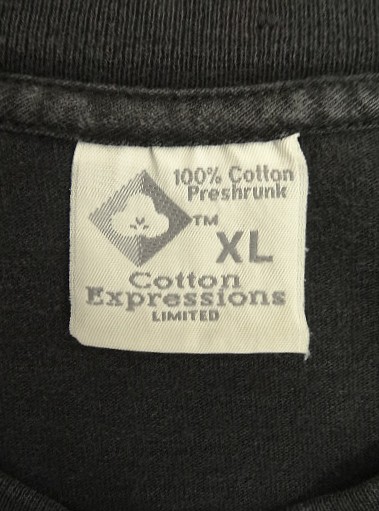 100% Cotton
Preshrunk
™
XL
Cotton
Expressions
LIMITED